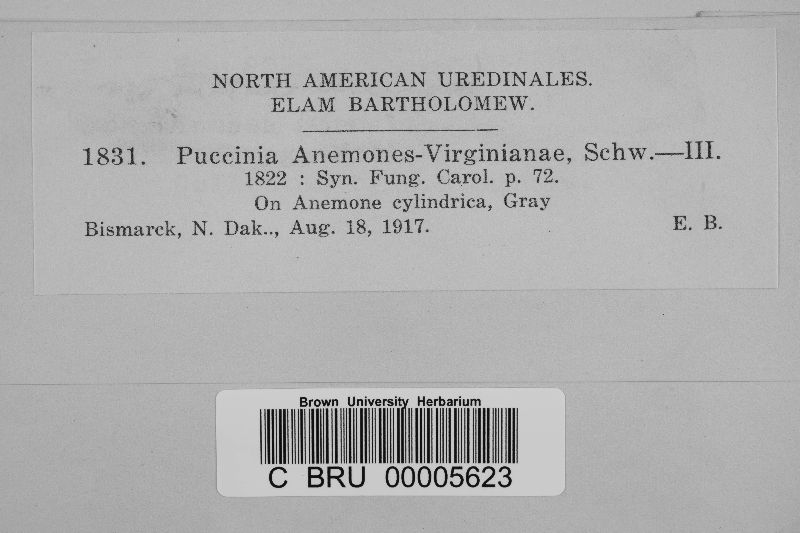 NORTH AMERICAN UREDINALES.
ELAM BARTHOLOMEW.
1831. Puccinia Anemones-Virginianae, Schw.—III.
1822 : Syn. Fung. Carol. p. 72.
On Anemone cylindrica, Gray
Bismarck, N. Dak.., Aug. 18, 1917. E. B.
Brown University Herbarium
C BRU 00005623